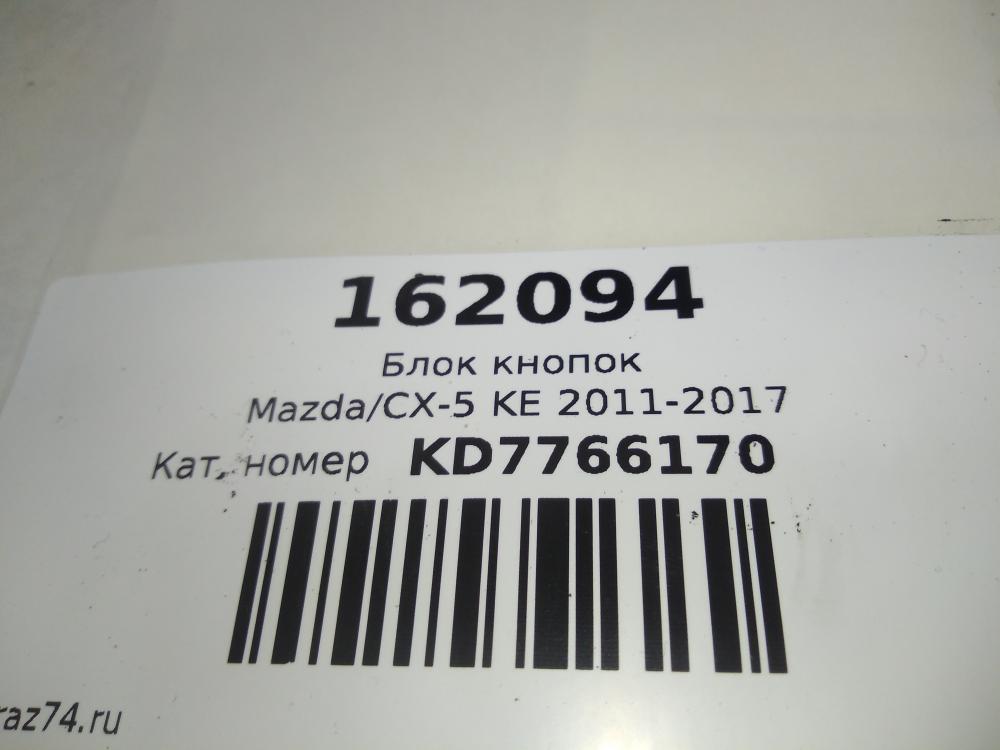 162094
Блок кнопок
Mazda/CX-5 KE 2011-2017
Кат. номер KD7766170
raz74.ru